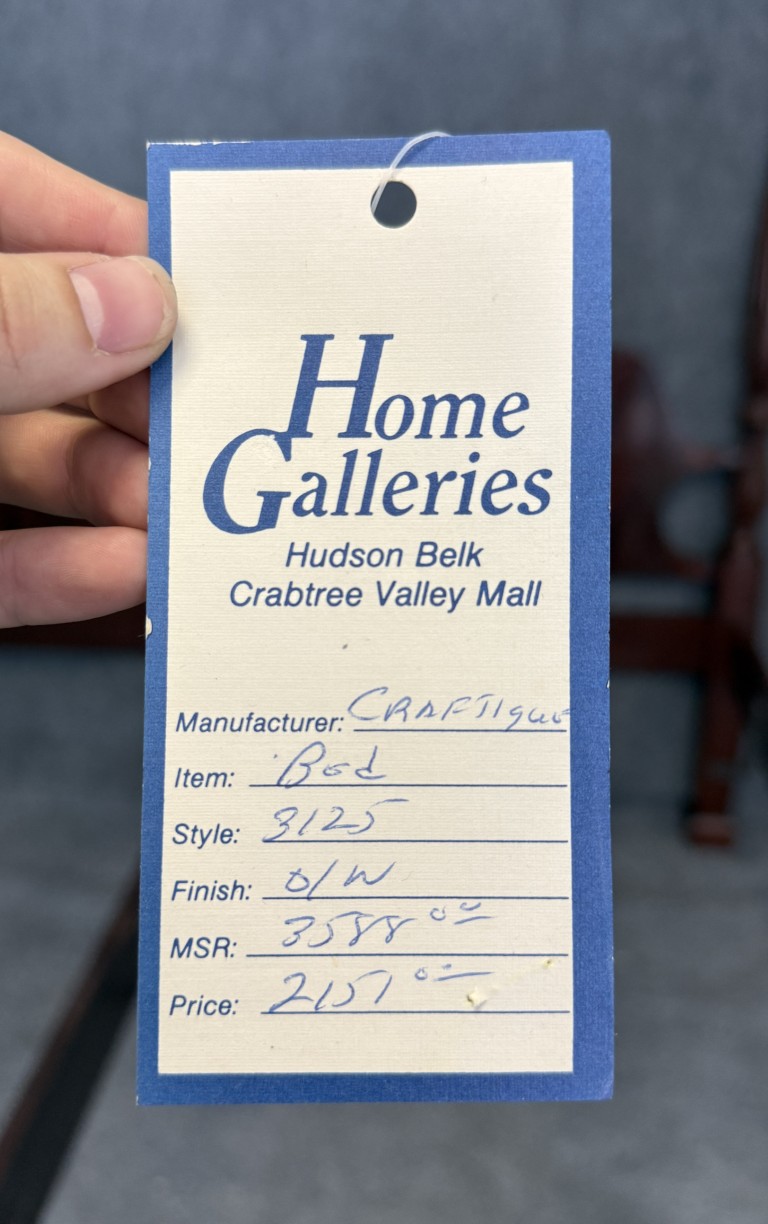 Home
Galleries
Hudson Belk
Crabtree Valley Mall
Manufacturer: CRAFTIque
Item: Bed
Style: 3125
Finish: O/W
MSR: 3588 00
Price: 2151 00